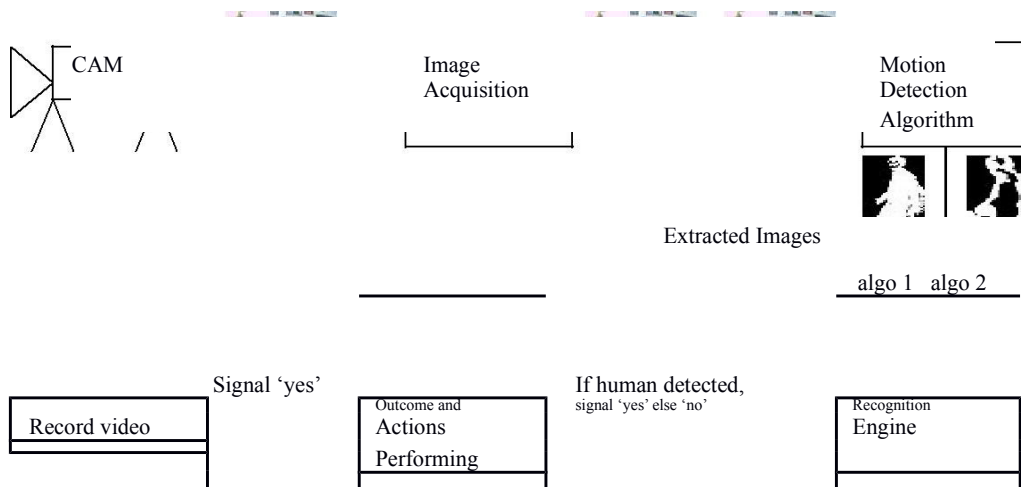 CAM
Image
Acquisition
Motion
Detection
Algorithm
Extracted Images
algo 1 algo 2
Signal ‘yes’
If human detected,
signal ‘yes’ else ‘no’
Record video
Outcome and
Actions
Performing
Recognition
Engine